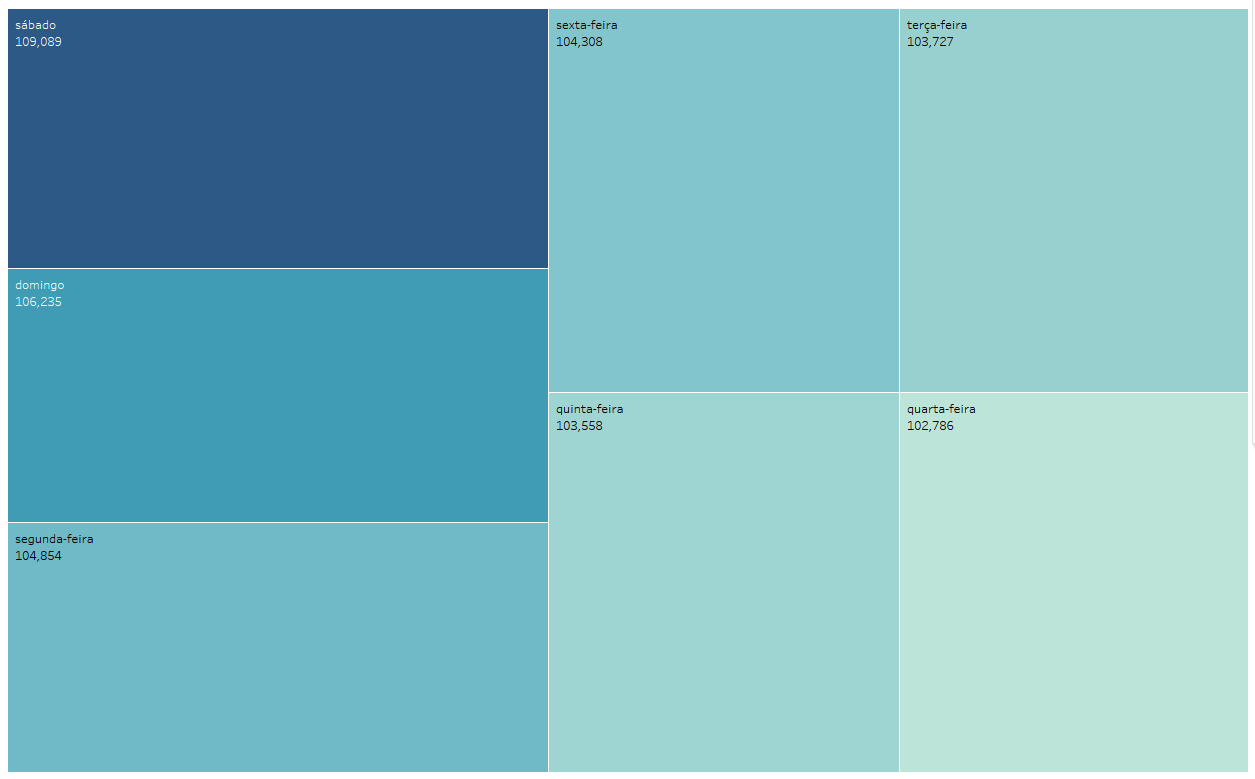 sábado
109,089
domingo
106,235
segunda-feira
104,854
sexta-feira
104,308
terça-feira
103,727
quinta-feira
103,558
quarta-feira
102,786